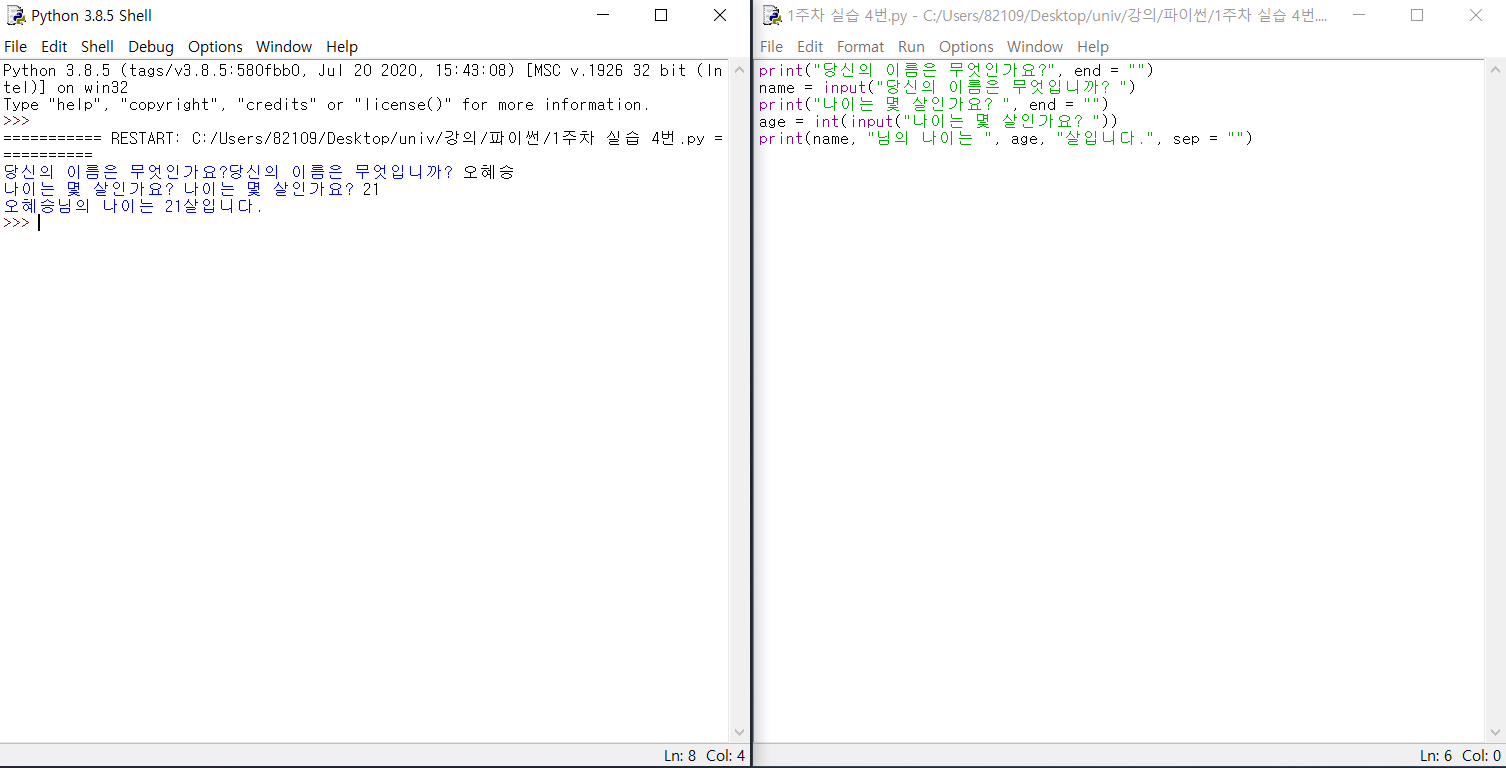 Python 3.8.5 Shell
File Edit Shell Debug Options Window Help
Python 3.8.5 (tags/v3.8.5:580fbb0, Jul 20 2020, 15:43:08) [MSC v.1926 32 bit (In
tel)] on win32
Type "help", "copyright", "credits" or "license()" for more information.
>>>
=========== RESTART: C:/Users/82109/Desktop/univ/강의/파이썬/1주차 실습 4번.py =
==========
당신의 이름은 무엇인가요?당신의 이름은 무엇입니까? 오혜승
나이는 몇 살인가요? 나이는 몇 살인가요? 21
오혜승님의 나이는 21살입니다.
>>>
Ln: 8 Col: 4
1주차 실습 4번.py - C:/Users/82109/Desktop/univ/강의/파이썬/1주차 실습 4번....
File Edit Format Run Options Window Help
print("당신의 이름은 무엇인가요?", end = "")
name = input("당신의 이름은 무엇입니까? ")
print("나이는 몇 살인가요? ", end = "")
age = int(input("나이는 몇 살인가요? "))
print(name, "님의 나이는 ", age, "살입니다.", sep = "")
Ln: 6 Col: 0